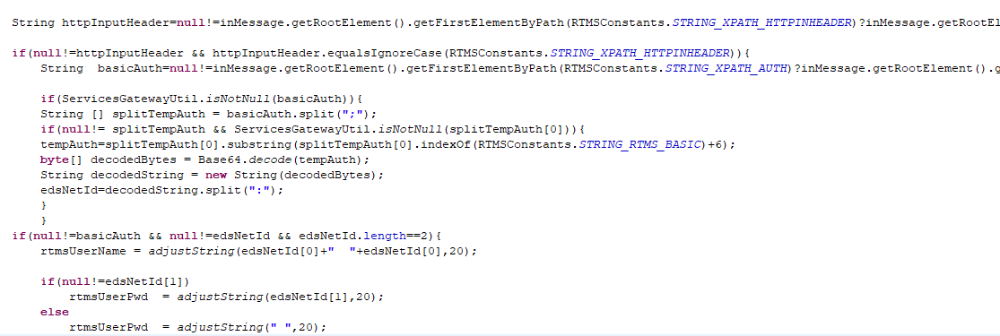 String httpInputHeader=null!=inMessage.getRootElement().getFirstElementByPath(RTMSConstants.STRING_XPATH_HTTPINHEADER)?inMessage.getRootEl
if(null!=httpInputHeader && httpInputHeader.equalsIgnoreCase(RTMSConstants.STRING_XPATH_HTTPINHEADER)){
String  basicAuth=null!=inMessage.getRootElement().getFirstElementByPath(RTMSConstants.STRING_XPATH_AUTH)?inMessage.getRootElement().g
if(ServicesGatewayUtil.isNotNull(basicAuth)){
String [] splitTempAuth = basicAuth.split(";");
if(null!= splitTempAuth && ServicesGatewayUtil.isNotNull(splitTempAuth[0])){
tempAuth=splitTempAuth[0].substring(splitTempAuth[0].indexOf(RTMSConstants.STRING_RTMS_BASIC)+6);
byte[] decodedBytes = Base64.decode(tempAuth);
String decodedString = new String(decodedBytes);
edsNetId=decodedString.split(":");
}
}
if(null!=basicAuth && null!=edsNetId && edsNetId.length==2){
rtmsUserName = adjustString(edsNetId[0]+"  "+edsNetId[0],20);
if(null!=edsNetId[1])
rtmsUserPwd  = adjustString(edsNetId[1],20);
else
rtmsUserPwd  = adjustString(" ",20);